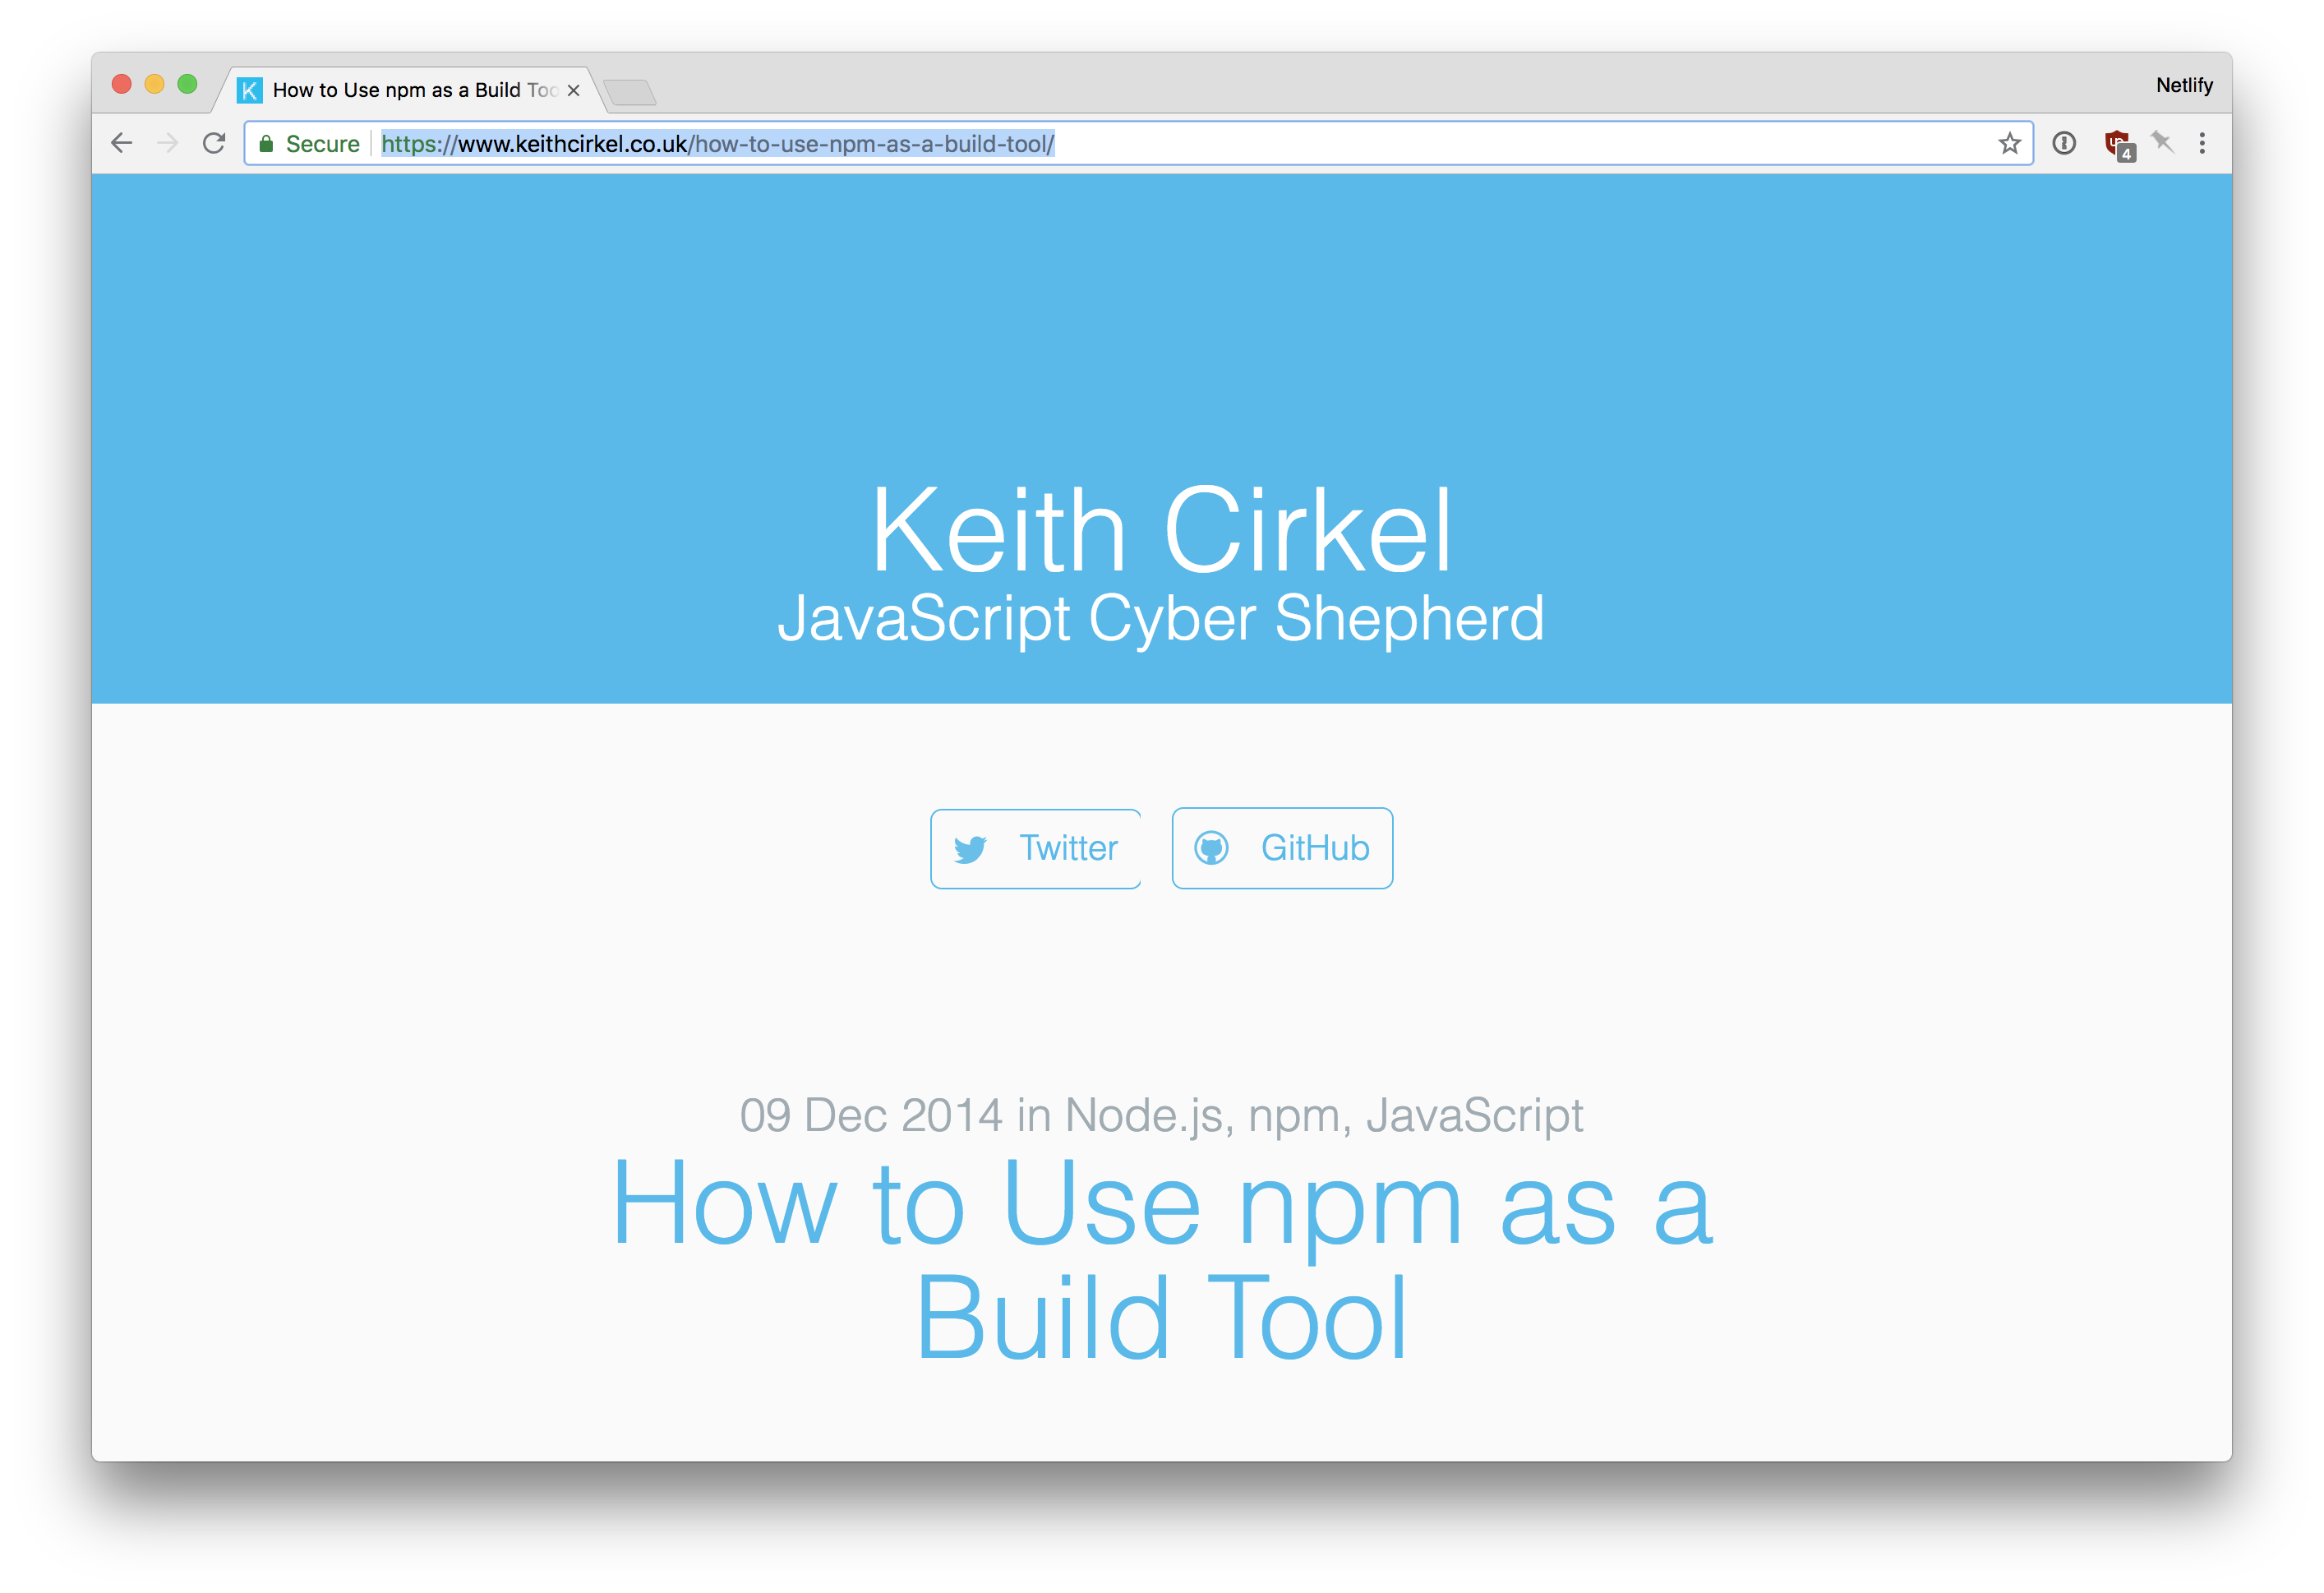 K How to Use npm as a Build Too
Netlify
Secure https://www.keithcirkel.co.uk/how-to-use-npm-as-a-build-tool/
4
Keith Cirkel
JavaScript Cyber Shepherd
Twitter GitHub
09 Dec 2014 in Node.js, npm, JavaScript
How to Use npm as a
Build Tool